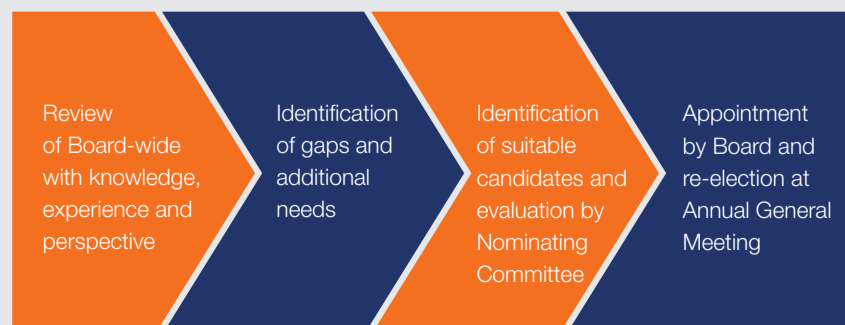 Review
of Board-wide
with knowledge,
experience and
perspective
Identification
of gaps and
additional
needs
Identification
of suitable
candidates and
evaluation by
Nominating
Committee
Appointment
by Board and
re-election at
Annual General
Meeting